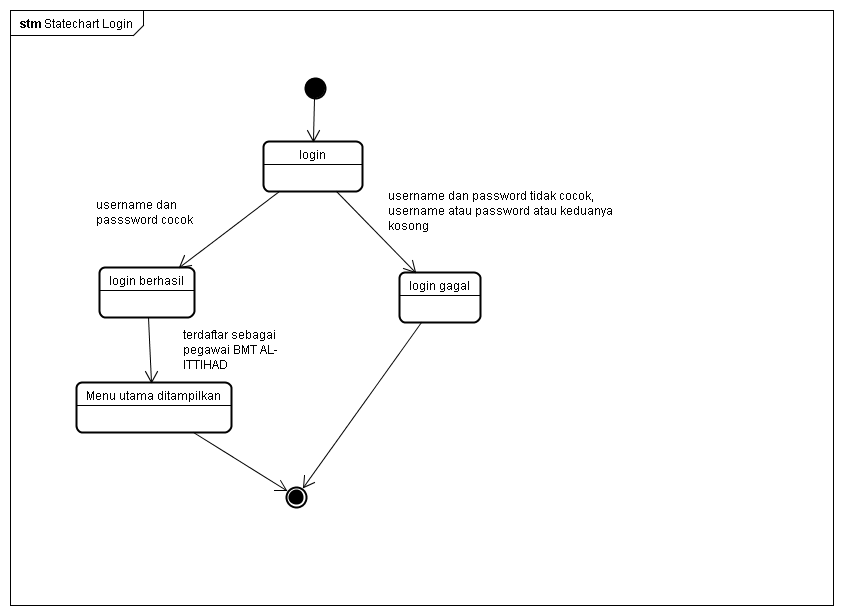 stm Statechart Login
login
username dan
passsword cocok
username dan password tidak cocok,
username atau password atau keduanya
kosong
login berhasil
login gagal
terdaftar sebagai
pegawai BMT AL-
ITTIHAD
Menu utama ditampilkan